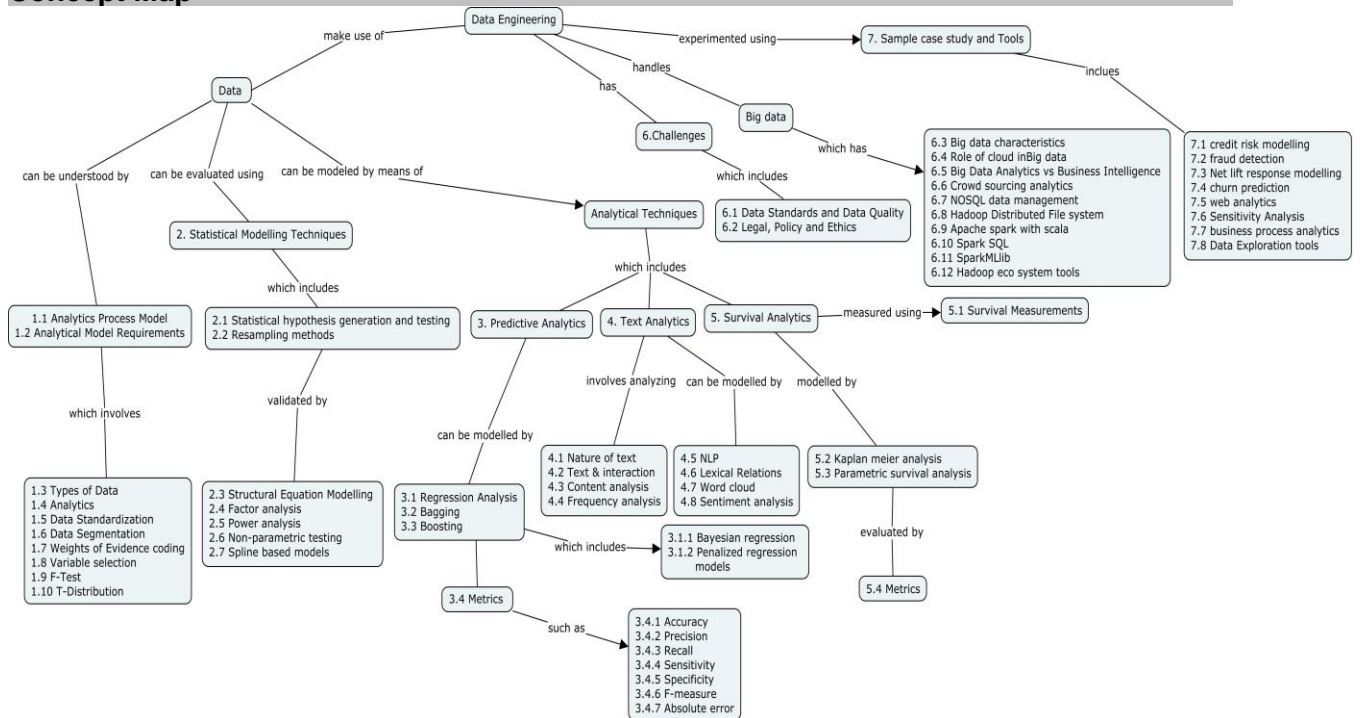 Concept Map
Data Engineering
make use of
experimented using
7. Sample case study and Tools
handles
has
inclues
Data
Big data
6.Challenges
which has
which includes
6.3 Big data characteristics
6.4 Role of cloud inBig data
6.5 Big Data Analytics vs Business Intelligence
6.6 Crowd sourcing analytics
6.7 NOSQL data management
6.8 Hadoop Distributed File system
6.9 Apache spark with scala
6.10 Spark SQL
6.11 SparkMLlib
6.12 Hadoop eco system tools
7.1 credit risk modelling
7.2 fraud detection
7.3 Net lift response modelling
7.4 churn prediction
7.5 web analytics
7.6 Sensitivity Analysis
7.7 business process analytics
7.8 Data Exploration tools
can be understood by
can be evaluated using
can be modeled by means of
6.1 Data Standards and Data Quality
6.2 Legal, Policy and Ethics
Analytical Techniques
2. Statistical Modelling Techniques
which includes
which includes
1.1 Analytics Process Model
1.2 Analytical Model Requirements
2.1 Statistical hypothesis generation and testing
2.2 Resampling methods
3. Predictive Analytics
4. Text Analytics
5. Survival Analytics
measured using
5.1 Survival Measurements
which involves
validated by
can be modelled by
involves analyzing
can be modelled by
modelled by
4.1 Nature of text
4.2 Text & interaction
4.3 Content analysis
4.4 Frequency analysis
4.5 NLP
4.6 Lexical Relations
4.7 Word cloud
4.8 Sentiment analysis
5.2 Kaplan meier analysis
5.3 Parametric survival analysis
1.3 Types of Data
1.4 Analytics
1.5 Data Standardization
1.6 Data Segmentation
1.7 Weights of Evidence coding
1.8 Variable selection
1.9 F-Test
1.10 T-Distribution
2.3 Structural Equation Modelling
2.4 Factor analysis
2.5 Power analysis
2.6 Non-parametric testing
2.7 Spline based models
3.1 Regression Analysis
3.2 Bagging
3.3 Boosting
which includes
3.1.1 Bayesian regression
3.1.2 Penalized regression
models
evaluated by
5.4 Metrics
3.4 Metrics
such as
3.4.1 Accuracy
3.4.2 Precision
3.4.3 Recall
3.4.4 Sensitivity
3.4.5 Specificity
3.4.6 F-measure
3.4.7 Absolute error